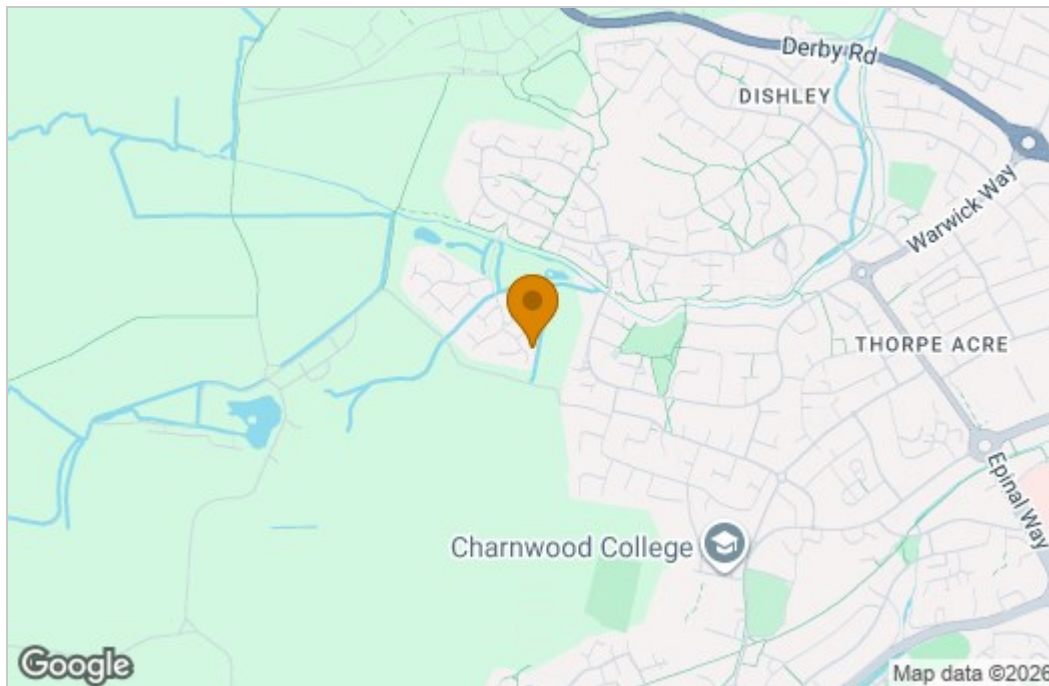 Derby Rd
DISHLEY
Warwick Way
THORPE ACRE
Epinal Way
Charnwood College
Google
Map data ©2026